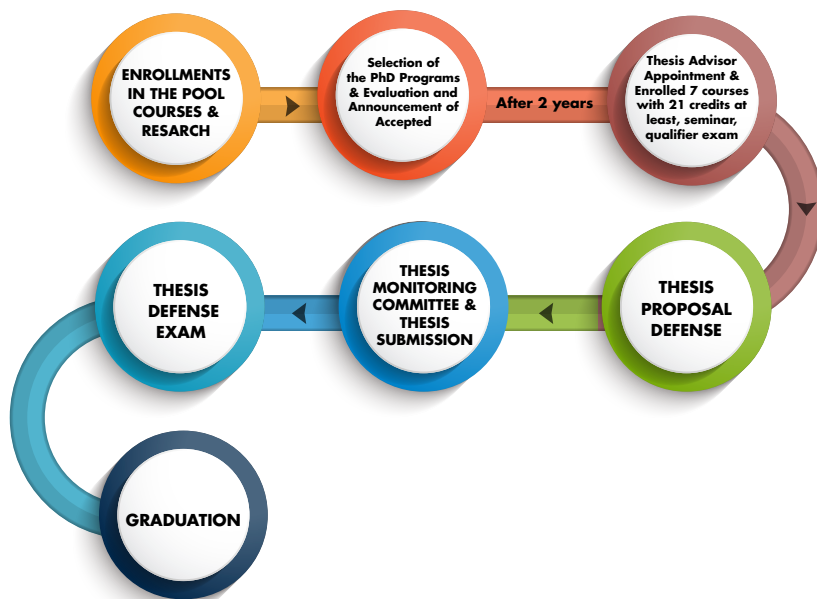 ENROLLMENTS
IN THE POOL
COURSES &
RESARCH
Selection of
the PhD Programs
& Evaluation and
Announcement of
Accepted
After 2 years
Thesis Advisor
Appointment &
Enrolled 7 courses
with 21 credits at
least, seminar,
qualifier exam
THESIS
PROPOSAL
DEFENSE
THESIS
MONITORING
COMMITTEE &
THESIS
SUBMISSION
THESIS
DEFENSE
EXAM
GRADUATION